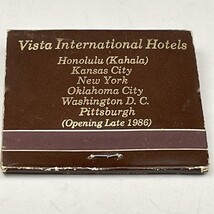 Vista International Hotels
Honolulu (Kahala)
Kansas City
New York
Oklahoma City
Washington D. C.
Pittsburgh
(Opening Late 1986)